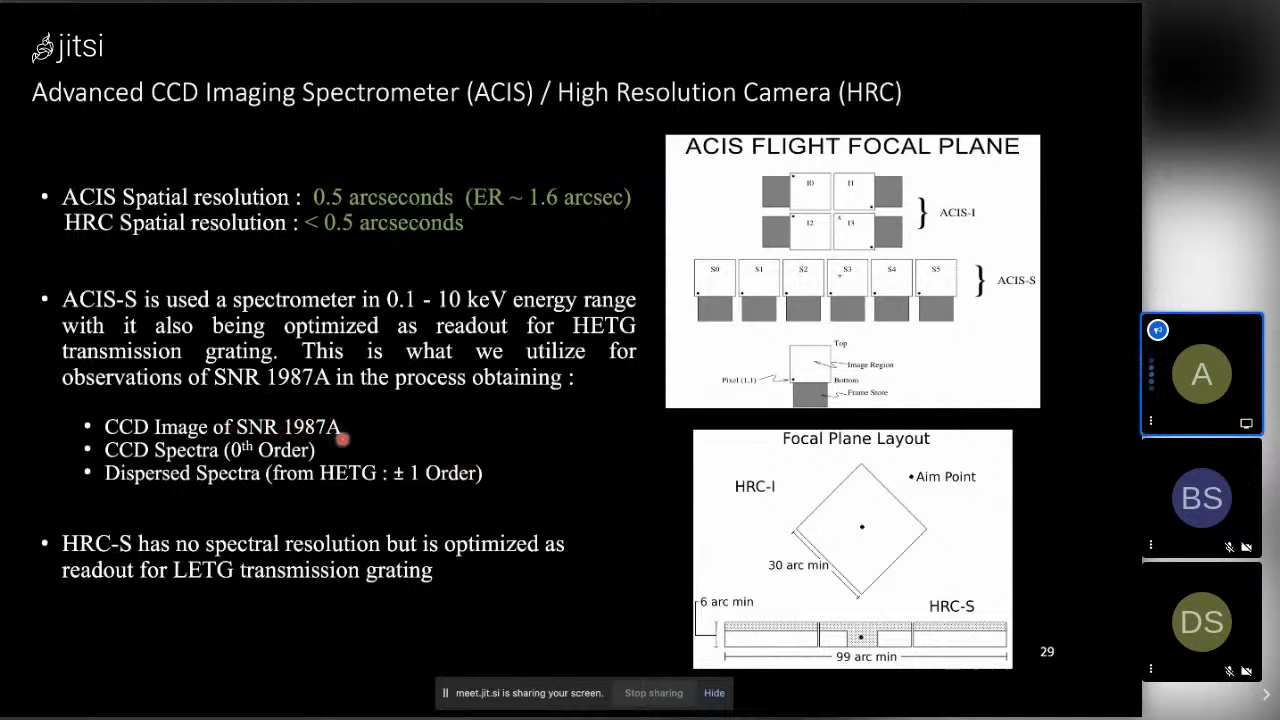 jitsi
Advanced CCD Imaging Spectrometer (ACIS) / High Resolution Camera (HRC)
• ACIS Spatial resolution : 0.5 arcseconds (ER ~ 1.6 arcsec)
HRC Spatial resolution : < 0.5 arcseconds
• ACIS-S is used a spectrometer in 0.1 - 10 keV energy range
with it also being optimized as readout for HETG
transmission grating. This is what we utilize for
observations of SNR 1987A in the process obtaining :
• CCD Image of SNR 1987A
• CCD Spectra (0th Order)
• Dispersed Spectra (from HETG : ± 1 Order)
• HRC-S has no spectral resolution but is optimized as
readout for LETG transmission grating
ACIS FLIGHT FOCAL PLANE
I0 I1
I2 x I3
} ACIS-I
S0 S1 S2 S3 S4 S5
+
} ACIS-S
Top
Image Region
Pixel (1,1)
Bottom
Frame Store
Focal Plane Layout
HRC-I
•Aim Point
30 arc min
6 arc min
HRC-S
99 arc min
29
meet.jit.si is sharing your screen. Stop sharing Hide
A
BS
DS